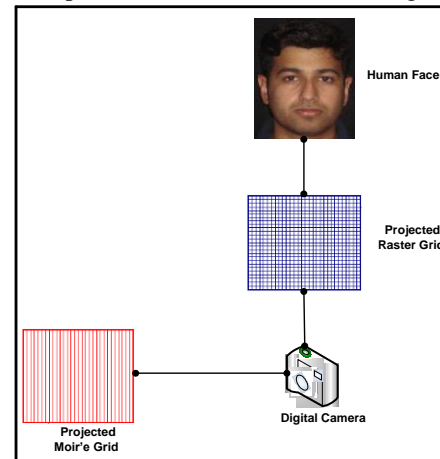 Human Face
Projected
Raster Grid
Digital Camera
Projected
Moir'e Grid